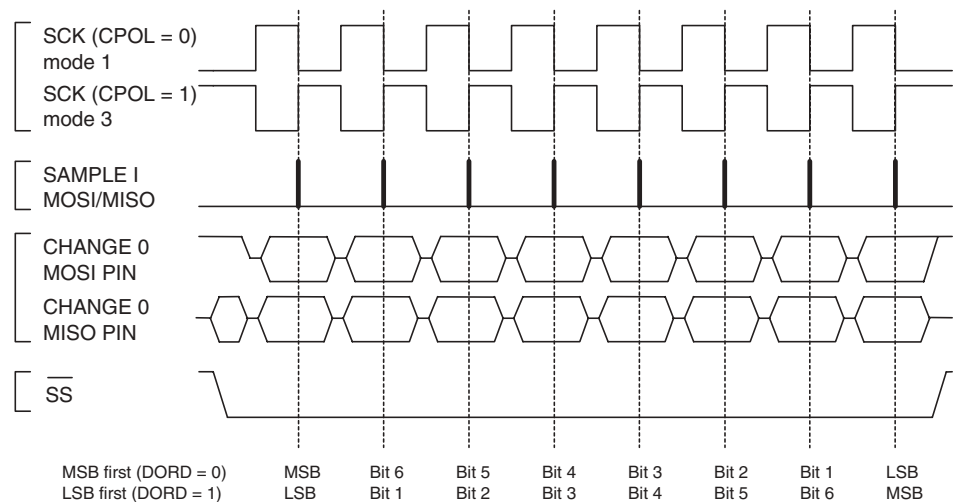 SCK (CPOL = 0)
mode 1
SCK (CPOL = 1)
mode 3
SAMPLE I
MOSI/MISO
CHANGE 0
MOSI PIN
CHANGE 0
MISO PIN
SS
MSB first (DORD = 0) MSB Bit 6 Bit 5 Bit 4 Bit 3 Bit 2 Bit 1 LSB
LSB first (DORD = 1) LSB Bit 1 Bit 2 Bit 3 Bit 4 Bit 5 Bit 6 MSB